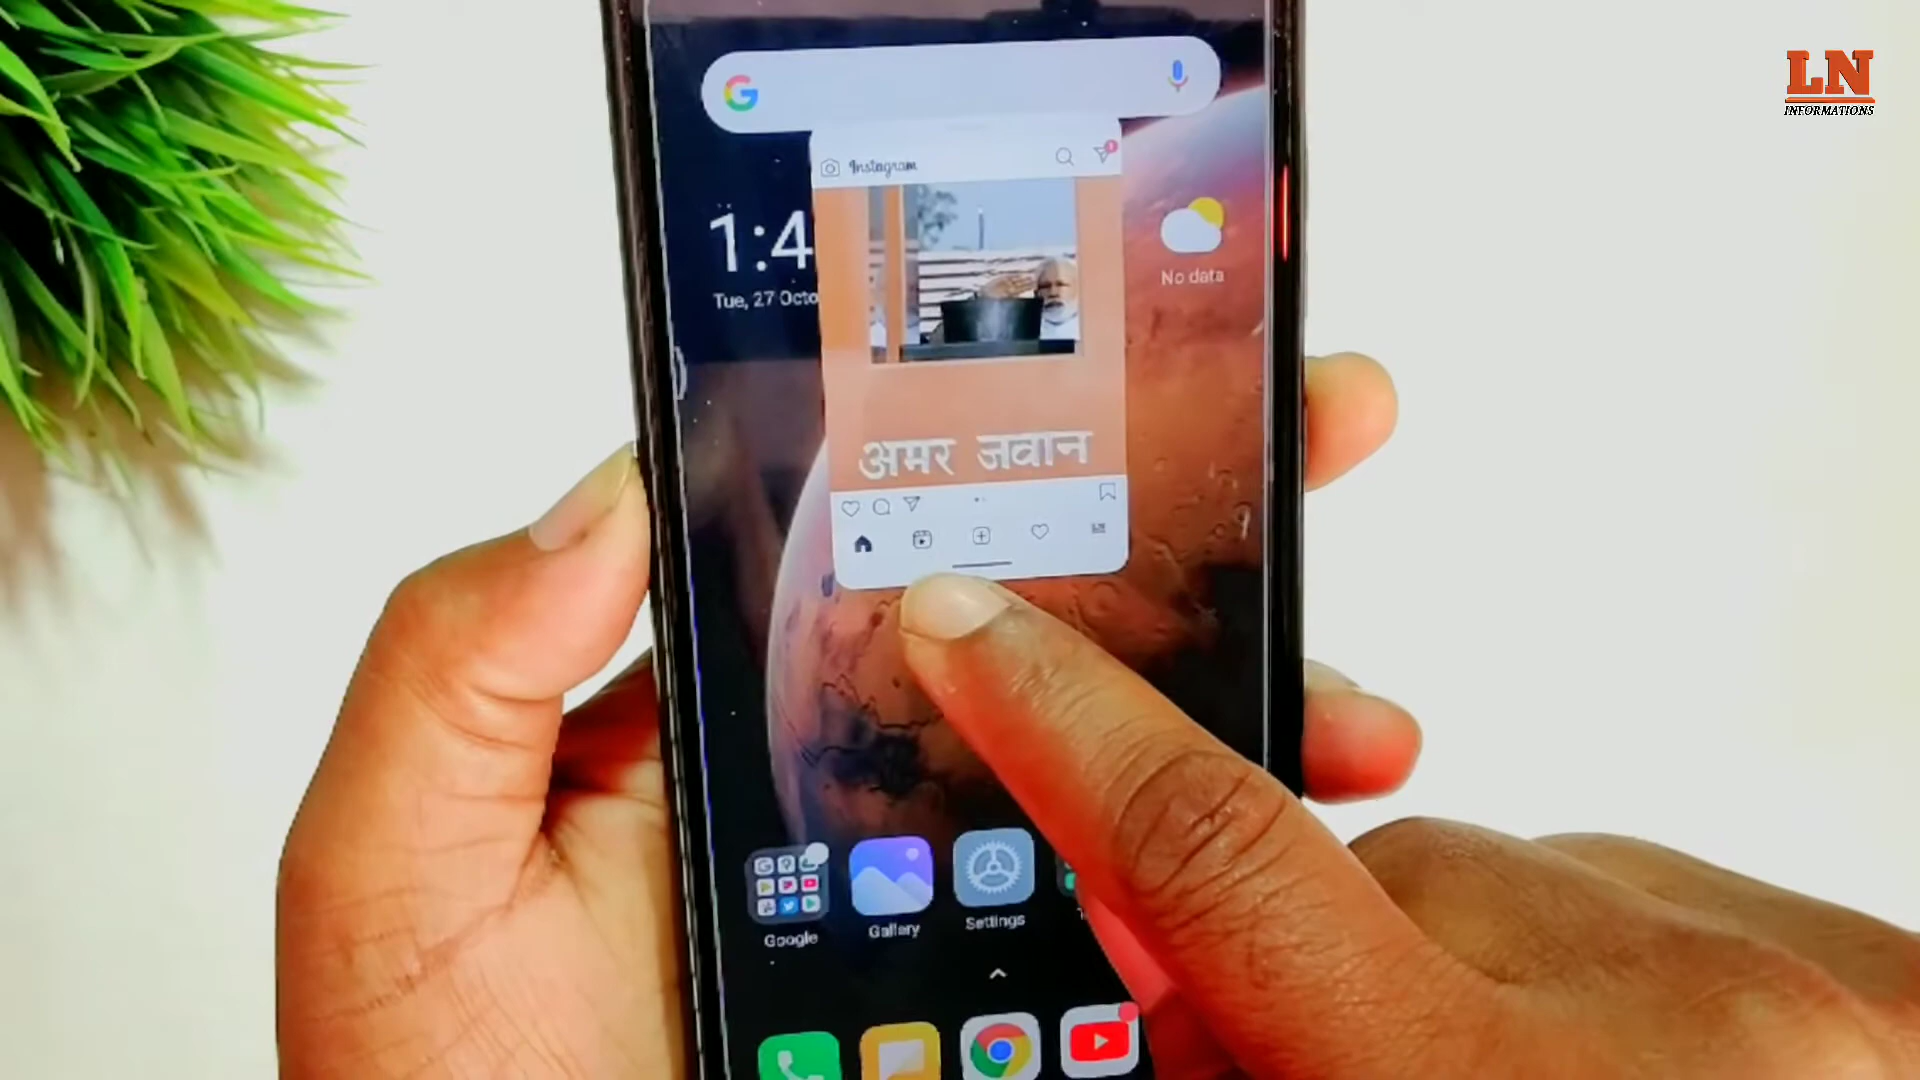 LN
INFORMATIONS
Instagram
1:4
Tue, 27 Octo
No data
अमर जवान
Google
Gallery
Settings